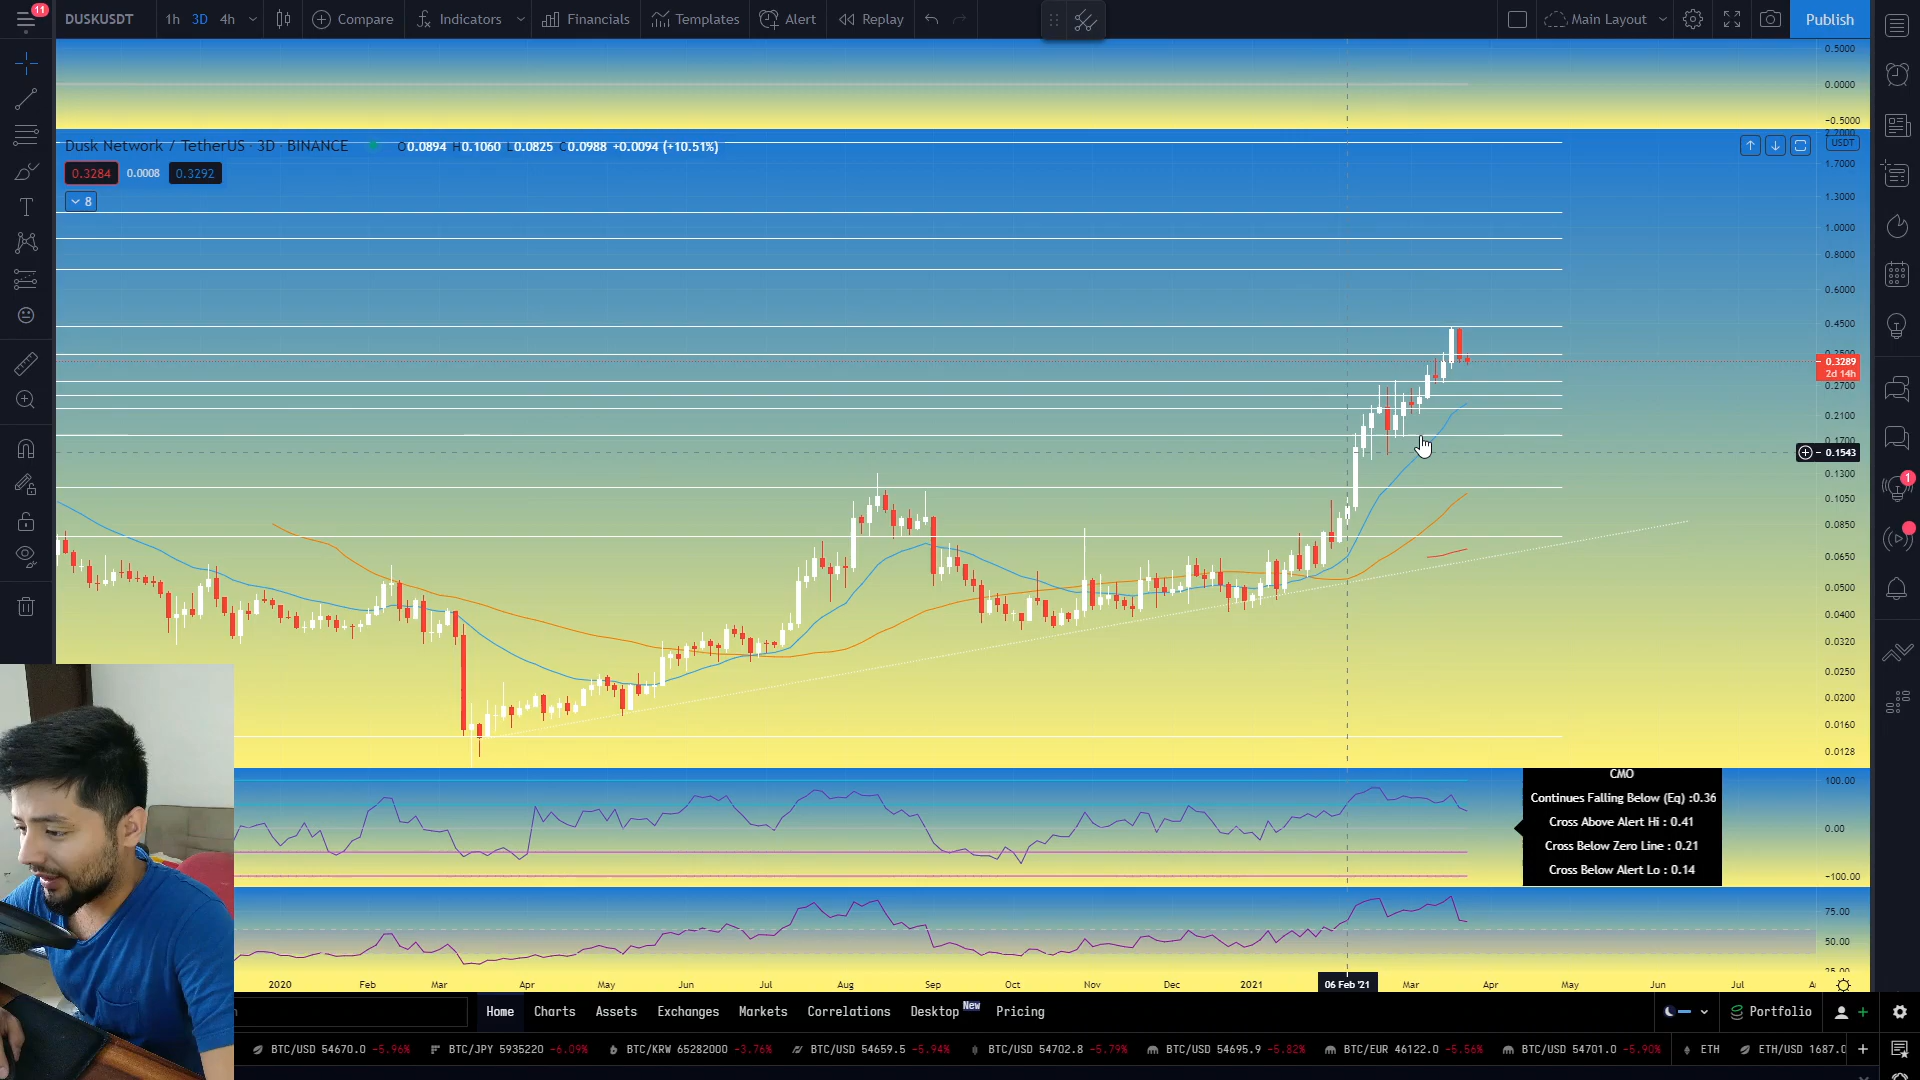 11
DUSKUSDT 1h 3D 4h Compare Indicators Financials Templates Alert Replay Main Layout Publish
0.5000
0.0000
−0.5000
Dusk Network / TetherUS · 3D · BINANCE O0.0894 H0.1060 L0.0825 C0.0988 +0.0094 (+10.51%)
USDT
0.3284 0.0008 0.3292
8
1.7000
1.3000
1.0000
0.8000
0.6000
0.4500
0.3289
2d 14h
0.2700
0.2100
0.1700
0.1543
0.1300
0.1050
0.0850
0.0650
0.0500
0.0400
0.0320
0.0250
0.0200
0.0160
0.0128
1
CMO
Continues Falling Below (Eq) :0.36
Cross Above Alert Hi : 0.41
Cross Below Zero Line : 0.21
Cross Below Alert Lo : 0.14
100.00
0.00
−100.00
75.00
50.00
25.00
2020 Feb Mar Apr May Jun Jul Aug Sep Oct Nov Dec 2021 06 Feb '21 Mar Apr May Jun Jul
Home Charts Assets Exchanges Markets Correlations Desktop New Pricing Portfolio
BTC/USD 54670.0 -5.96% BTC/JPY 5935220 -6.09% BTC/KRW 65282000 -3.76% BTC/USD 54659.5 -5.94% BTC/USD 54702.8 -5.79% BTC/USD 54695.9 -5.82% BTC/EUR 46122.0 -5.56% BTC/USD 54701.0 -5.90% ETH ETH/USD 1687.0